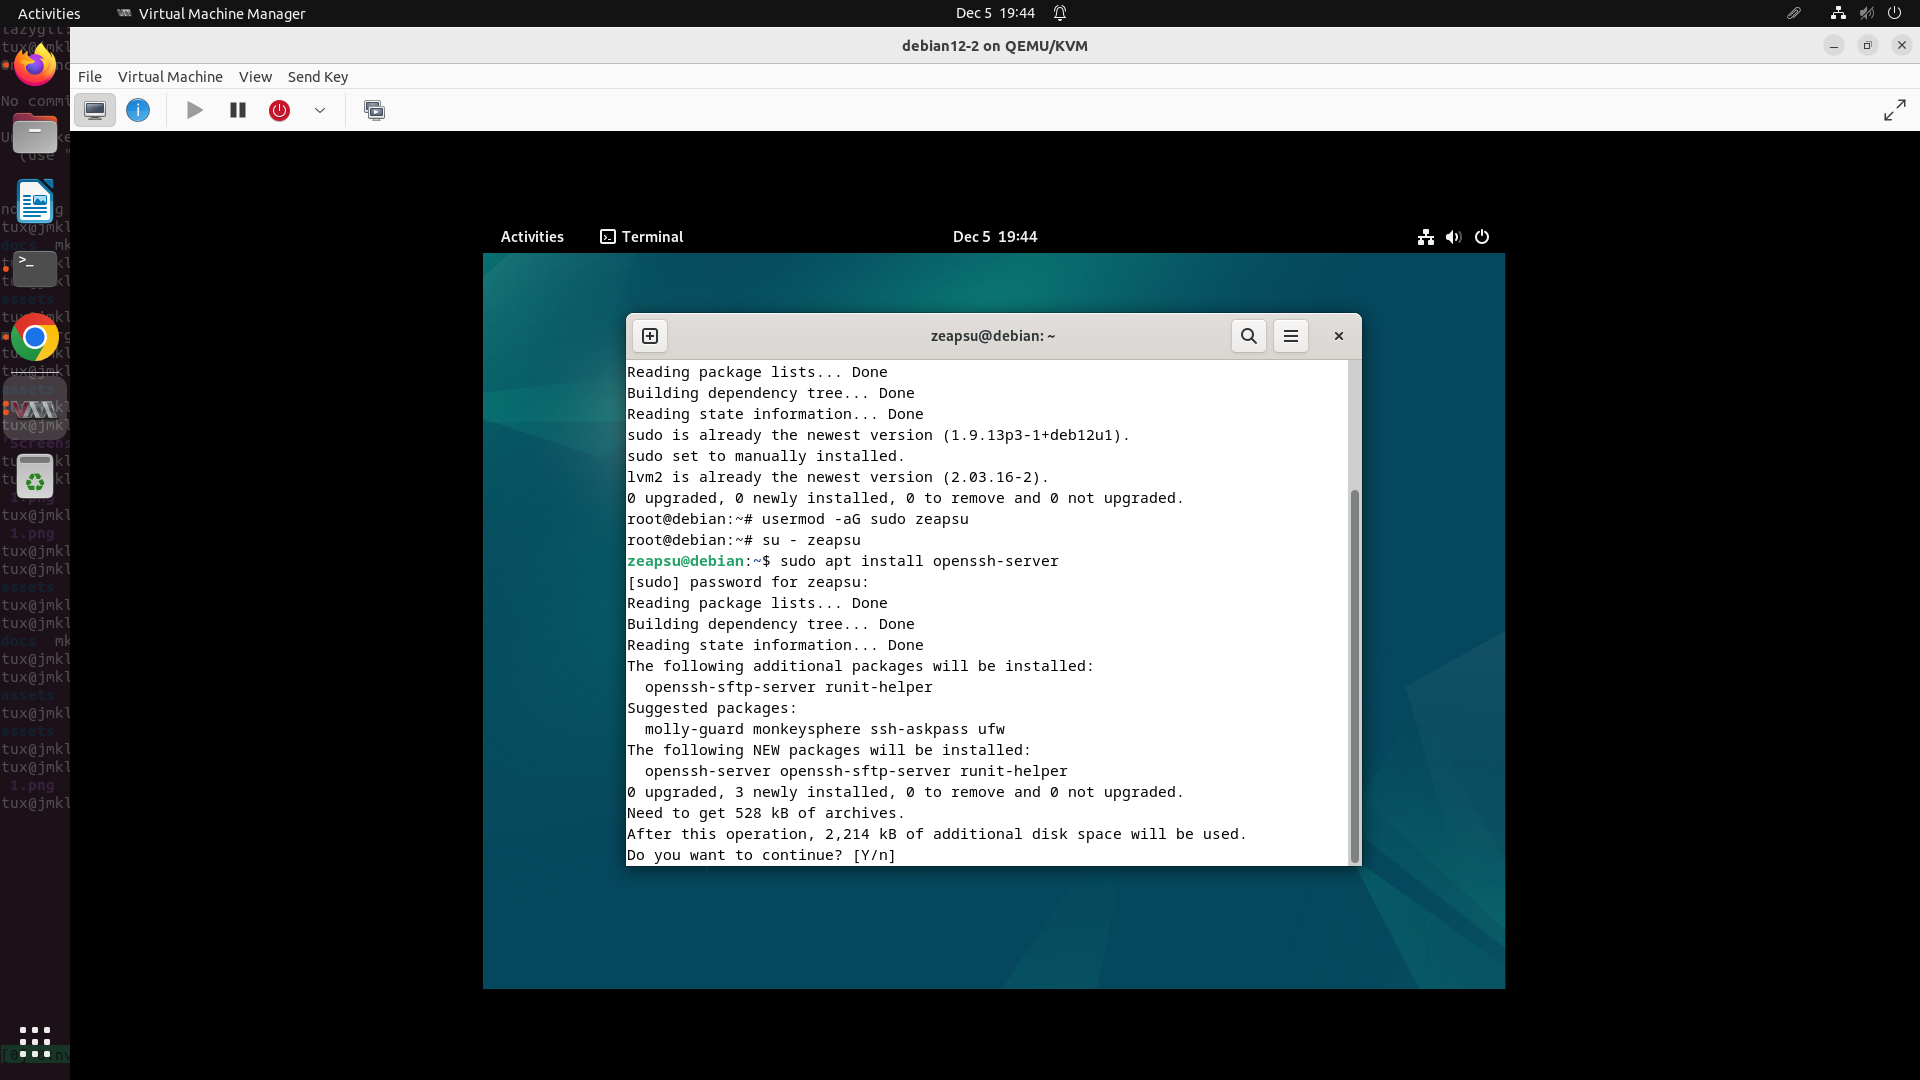 Activities
Virtual Machine Manager
Dec 5 19:44
debian12-2 on QEMU/KVM
File Virtual Machine View Send Key
Activities
Terminal
Dec 5 19:44
zeapsu@debian: ~
Reading package lists... Done
Building dependency tree... Done
Reading state information... Done
sudo is already the newest version (1.9.13p3-1+deb12u1).
sudo set to manually installed.
lvm2 is already the newest version (2.03.16-2).
0 upgraded, 0 newly installed, 0 to remove and 0 not upgraded.
root@debian:~# usermod -aG sudo zeapsu
root@debian:~# su - zeapsu
zeapsu@debian:~$ sudo apt install openssh-server
[sudo] password for zeapsu:
Reading package lists... Done
Building dependency tree... Done
Reading state information... Done
The following additional packages will be installed:
openssh-sftp-server runit-helper
Suggested packages:
molly-guard monkeysphere ssh-askpass ufw
The following NEW packages will be installed:
openssh-server openssh-sftp-server runit-helper
0 upgraded, 3 newly installed, 0 to remove and 0 not upgraded.
Need to get 528 kB of archives.
After this operation, 2,214 kB of additional disk space will be used.
Do you want to continue? [Y/n]